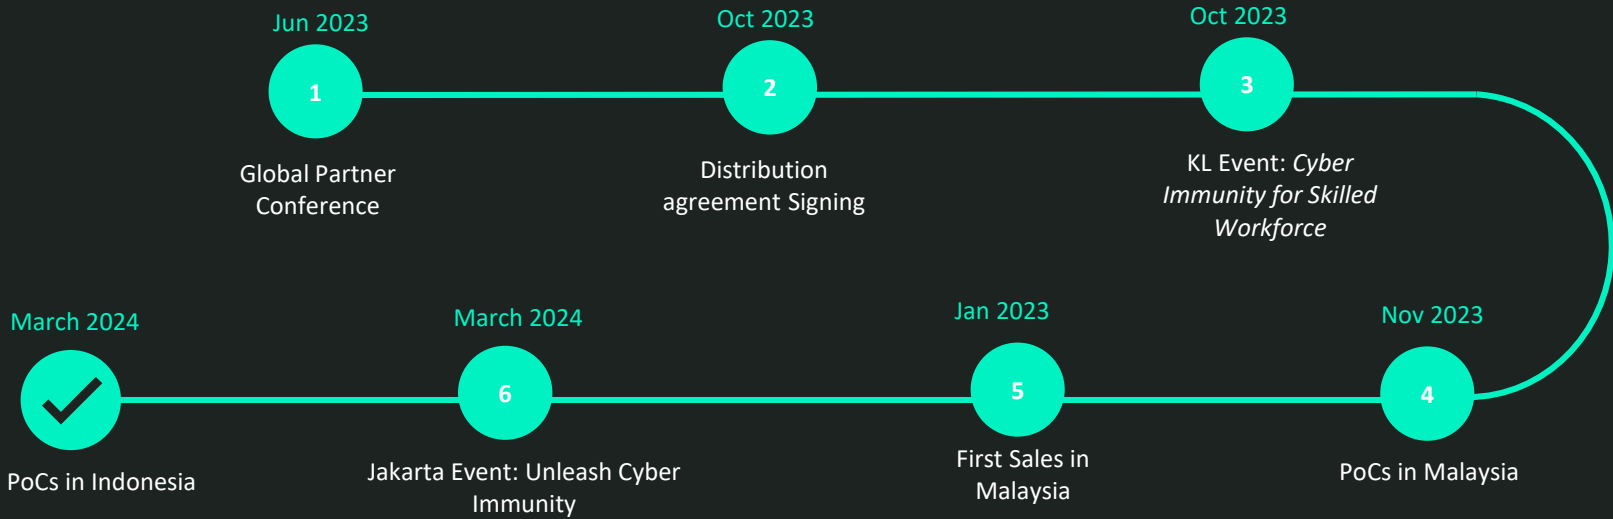 Jun 2023
1
Global Partner
Conference
Oct 2023
2
Distribution
agreement Signing
Oct 2023
3
KL Event: Cyber
Immunity for Skilled
Workforce
Nov 2023
4
PoCs in Malaysia
Jan 2023
5
First Sales in
Malaysia
March 2024
6
Jakarta Event: Unleash Cyber
Immunity
March 2024
PoCs in Indonesia